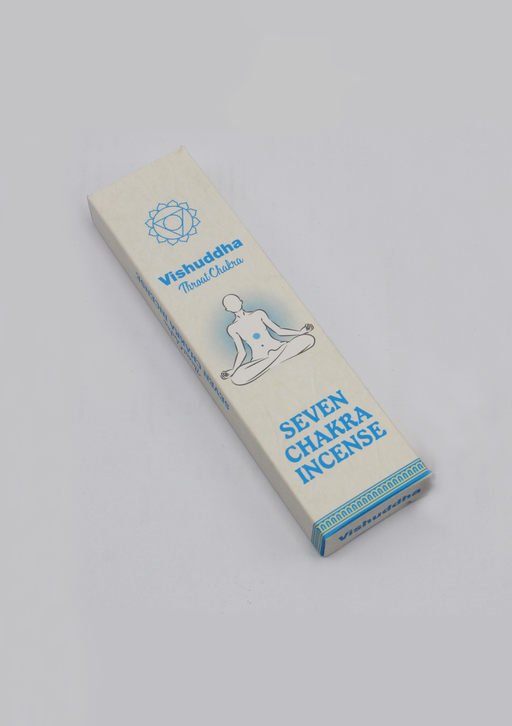 Vishuddha
Throat Chakra
SEVEN
CHAKRA
INCENSE
Vishuddha